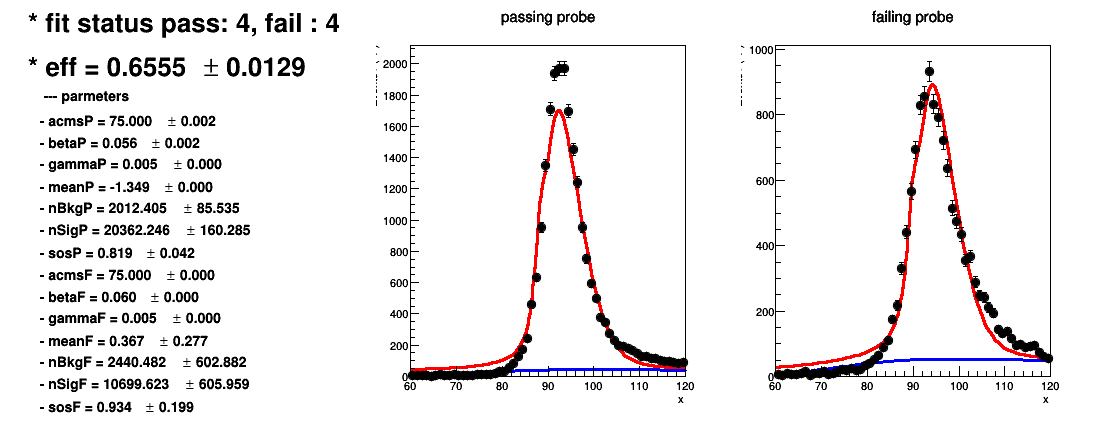 * fit status pass: 4, fail : 4
* eff = 0.6555 ± 0.0129
--- parmeters
- acmsP = 75.000 ± 0.002
- betaP = 0.056 ± 0.002
- gammaP = 0.005 ± 0.000
- meanP = -1.349 ± 0.000
- nBkgP = 2012.405 ± 85.535
- nSigP = 20362.246 ± 160.285
- sosP = 0.819 ± 0.042
- acmsF = 75.000 ± 0.000
- betaF = 0.060 ± 0.000
- gammaF = 0.005 ± 0.000
- meanF = 0.367 ± 0.277
- nBkgF = 2440.482 ± 602.882
- nSigF = 10699.623 ± 605.959
- sosF = 0.934 ± 0.199
passing probe
2000
1800
1600
1400
1200
1000
800
600
400
200
0
60 70 80 90 100 110 120
x
failing probe
1000
800
600
400
200
0
60 70 80 90 100 110 120
x